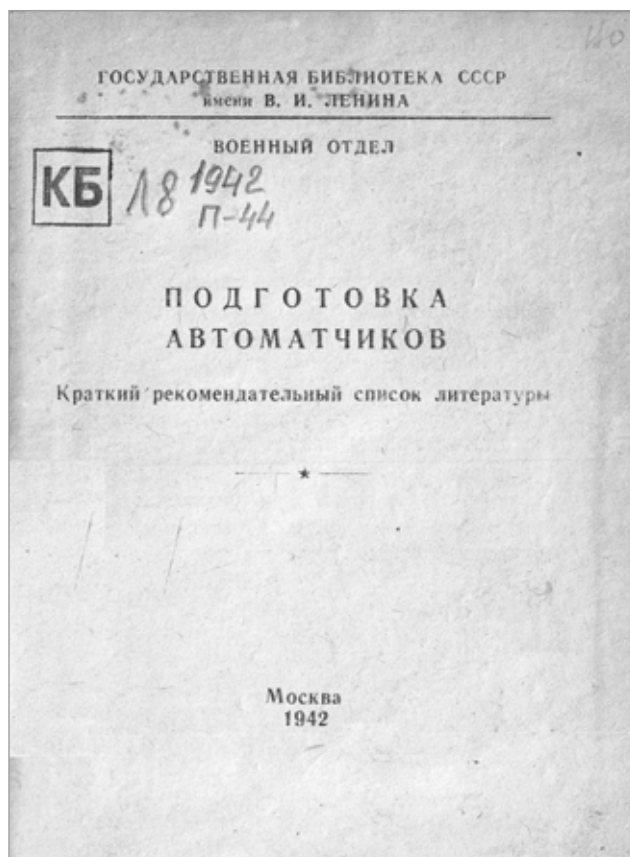 ГОСУДАРСТВЕННАЯ БИБЛИОТЕКА СССР
имени В. И. ЛЕНИНА
ВОЕННЫЙ ОТДЕЛ
КБ
Л8 1942
П-44
ПОДГОТОВКА
АВТОМАТЧИКОВ
Краткий рекомендательный список литературы
Москва
1942